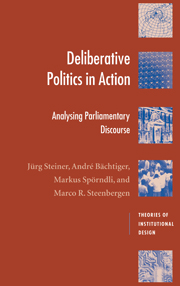 Deliberative
Politics in Action
Analysing Parliamentary
Discourse
Jürg Steiner, André Bächtiger,
Markus Spörndli, and
Marco R. Steenbergen
THEORIES OF
INSTITUTIONAL
DESIGN